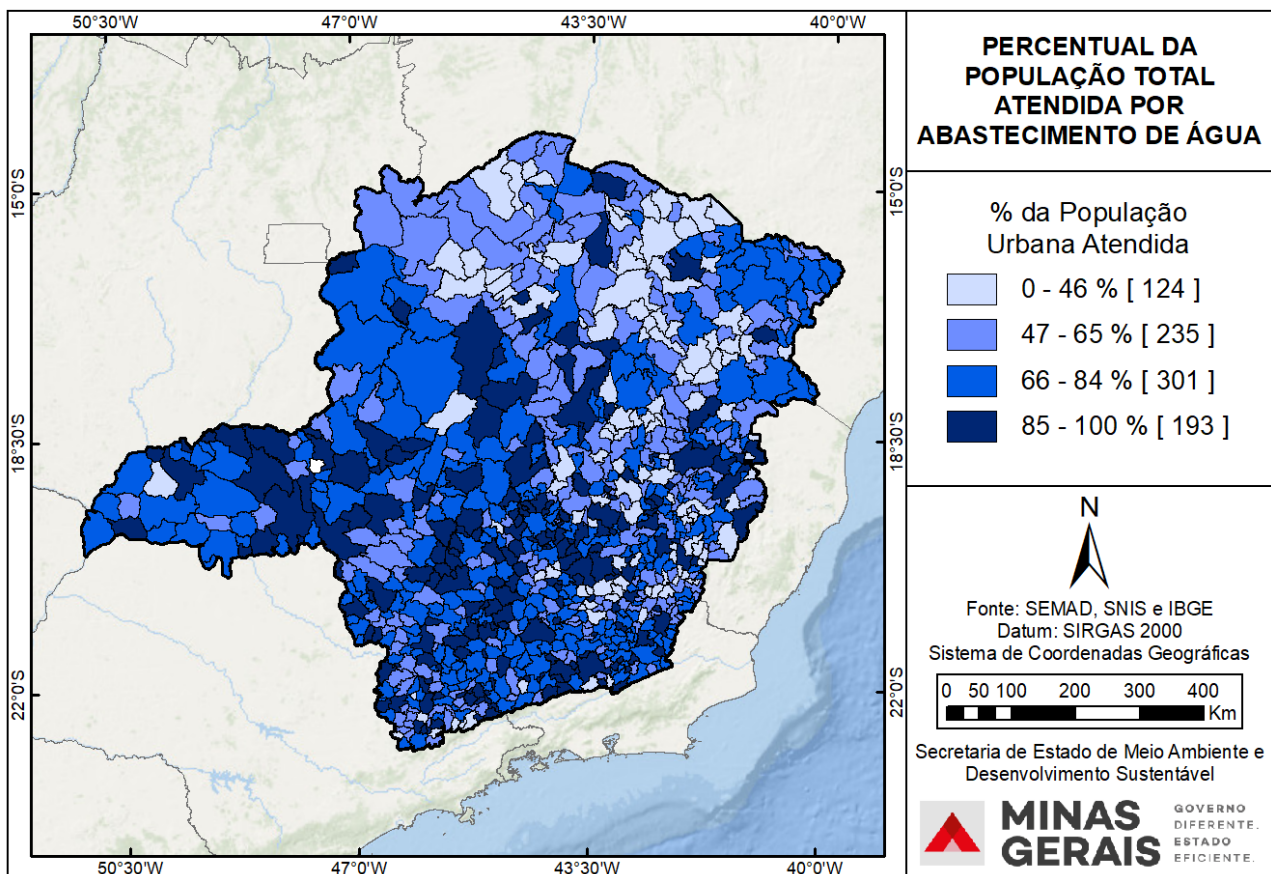 50°30'W 47°0'W 43°30'W 40°0'W
15°0'S
18°30'S
22°0'S
15°0'S
18°30'S
22°0'S
50°30'W 47°0'W 43°30'W 40°0'W
PERCENTUAL DA
POPULAÇÃO TOTAL
ATENDIDA POR
ABASTECIMENTO DE ÁGUA
% da População
Urbana Atendida
0 - 46 % [ 124 ]
47 - 65 % [ 235 ]
66 - 84 % [ 301 ]
85 - 100 % [ 193 ]
N
Fonte: SEMAD, SNIS e IBGE
Datum: SIRGAS 2000
Sistema de Coordenadas Geográficas
0 50 100 200 300 400
Km
Secretaria de Estado de Meio Ambiente e
Desenvolvimento Sustentável
MINAS
GERAIS
GOVERNO
DIFERENTE.
ESTADO
EFICIENTE.